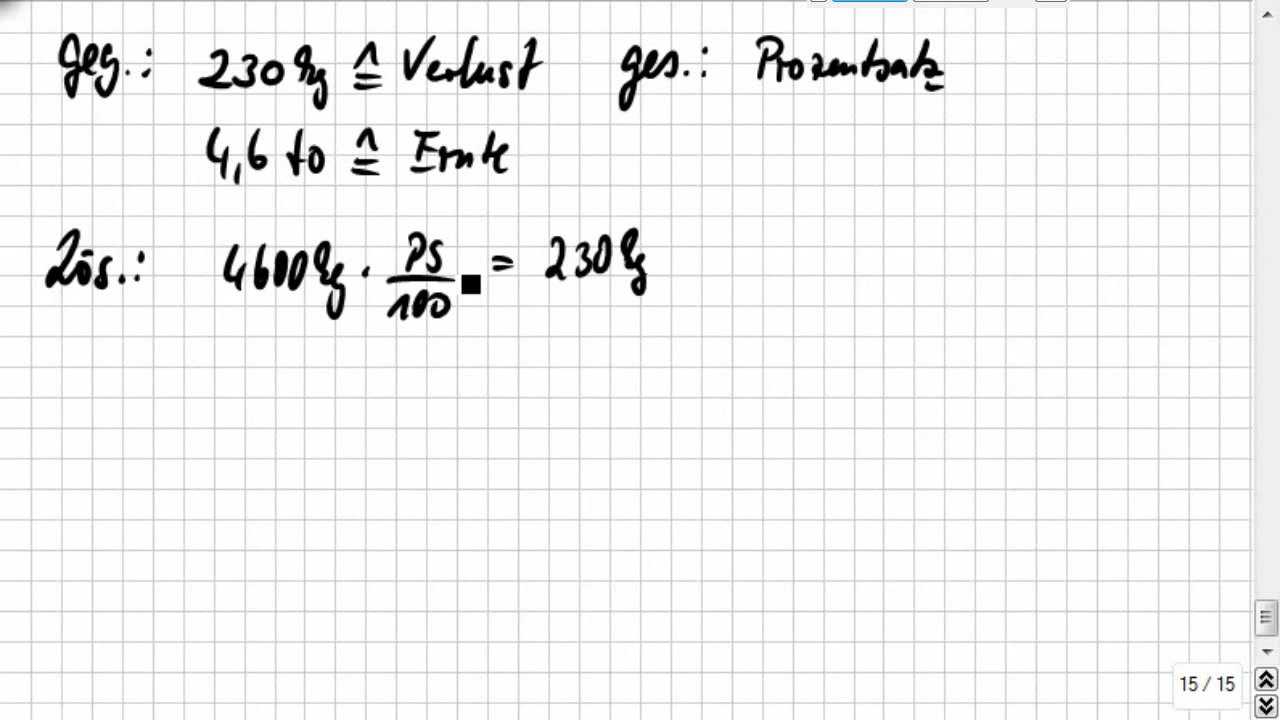 geg.: 230 kg ≙ Verlust ges.: Prozentsatz
4,6 to ≙ Ernte
Lös.: 4600 kg · PS/100 = 230 kg
15 / 15